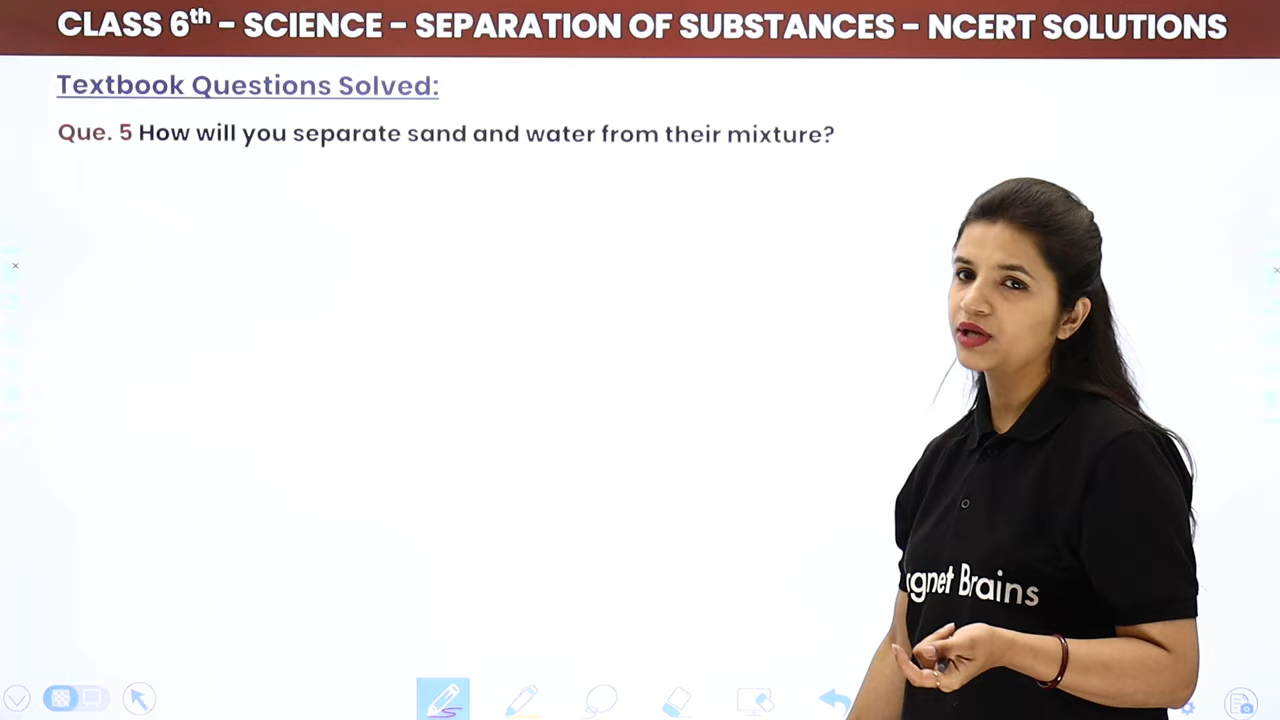 CLASS 6th – SCIENCE – SEPARATION OF SUBSTANCES – NCERT SOLUTIONS
Textbook Questions Solved:
Que. 5 How will you separate sand and water from their mixture?
gnet Brains